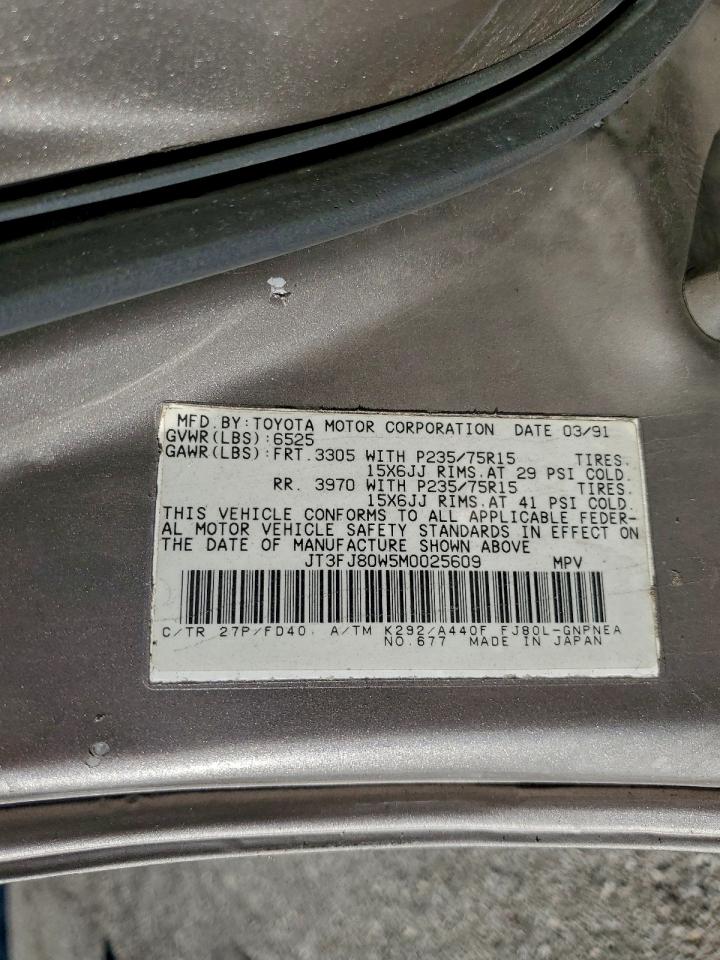 MFD.BY:TOYOTA MOTOR CORPORATION DATE 03/91
GVWR(LBS):6525
GAWR(LBS):FRT.3305 WITH P235/75R15 TIRES.
15X6JJ RIMS.AT 29 PSI COLD.
RR. 3970 WITH P235/75R15 TIRES.
15X6JJ RIMS.AT 41 PSI COLD.
THIS VEHICLE CONFORMS TO ALL APPLICABLE FEDER-
AL MOTOR VEHICLE SAFETY STANDARDS IN EFFECT ON
THE DATE OF MANUFACTURE SHOWN ABOVE
JT3FJ80W5M0025609 MPV
C/TR 27P/FD40. A/TM K292/A440F FJ80L-GNPNEA
NO.677 MADE IN JAPAN